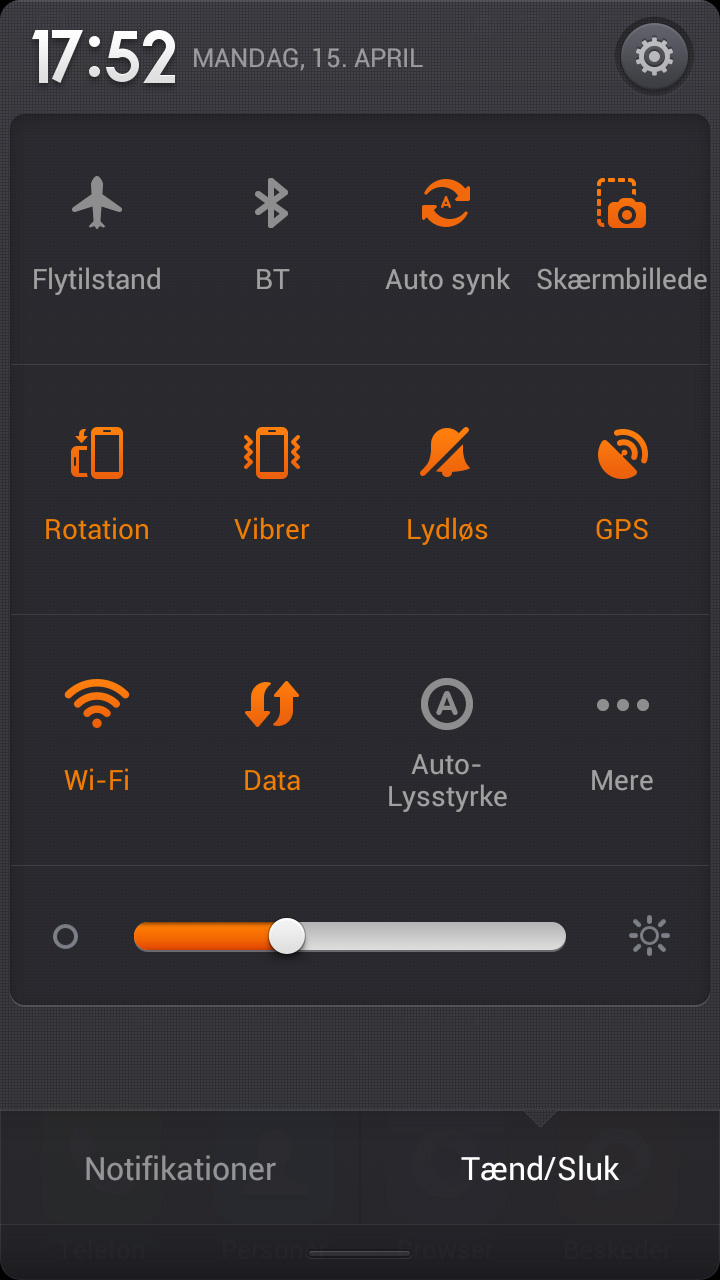 17:52 MANDAG, 15. APRIL
Flytilstand BT Auto synk Skærmbillede
Rotation Vibrer Lydløs GPS
Wi-Fi Data Auto-
Lysstyrke Mere
Notifikationer Tænd/Sluk
Telefon Personer Browser Beskeder